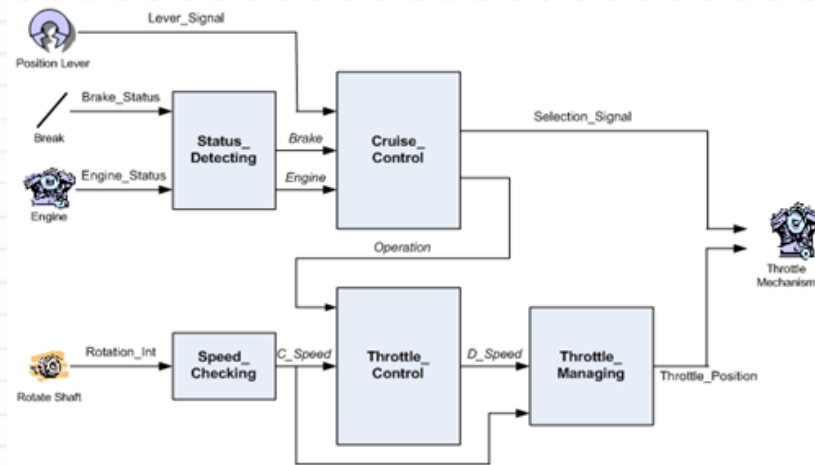 Lever_Signal
Position Lever
Brake_Status
Break
Engine_Status
Engine
Status_
Detecting
Brake
Engine
Cruise_
Control
Selection_Signal
Throttle
Mechanism
Operation
Rotation_Int
Rotate Shaft
Speed_
Checking
C_Speed
Throttle_
Control
D_Speed
Throttle_
Managing
Throttle_Position